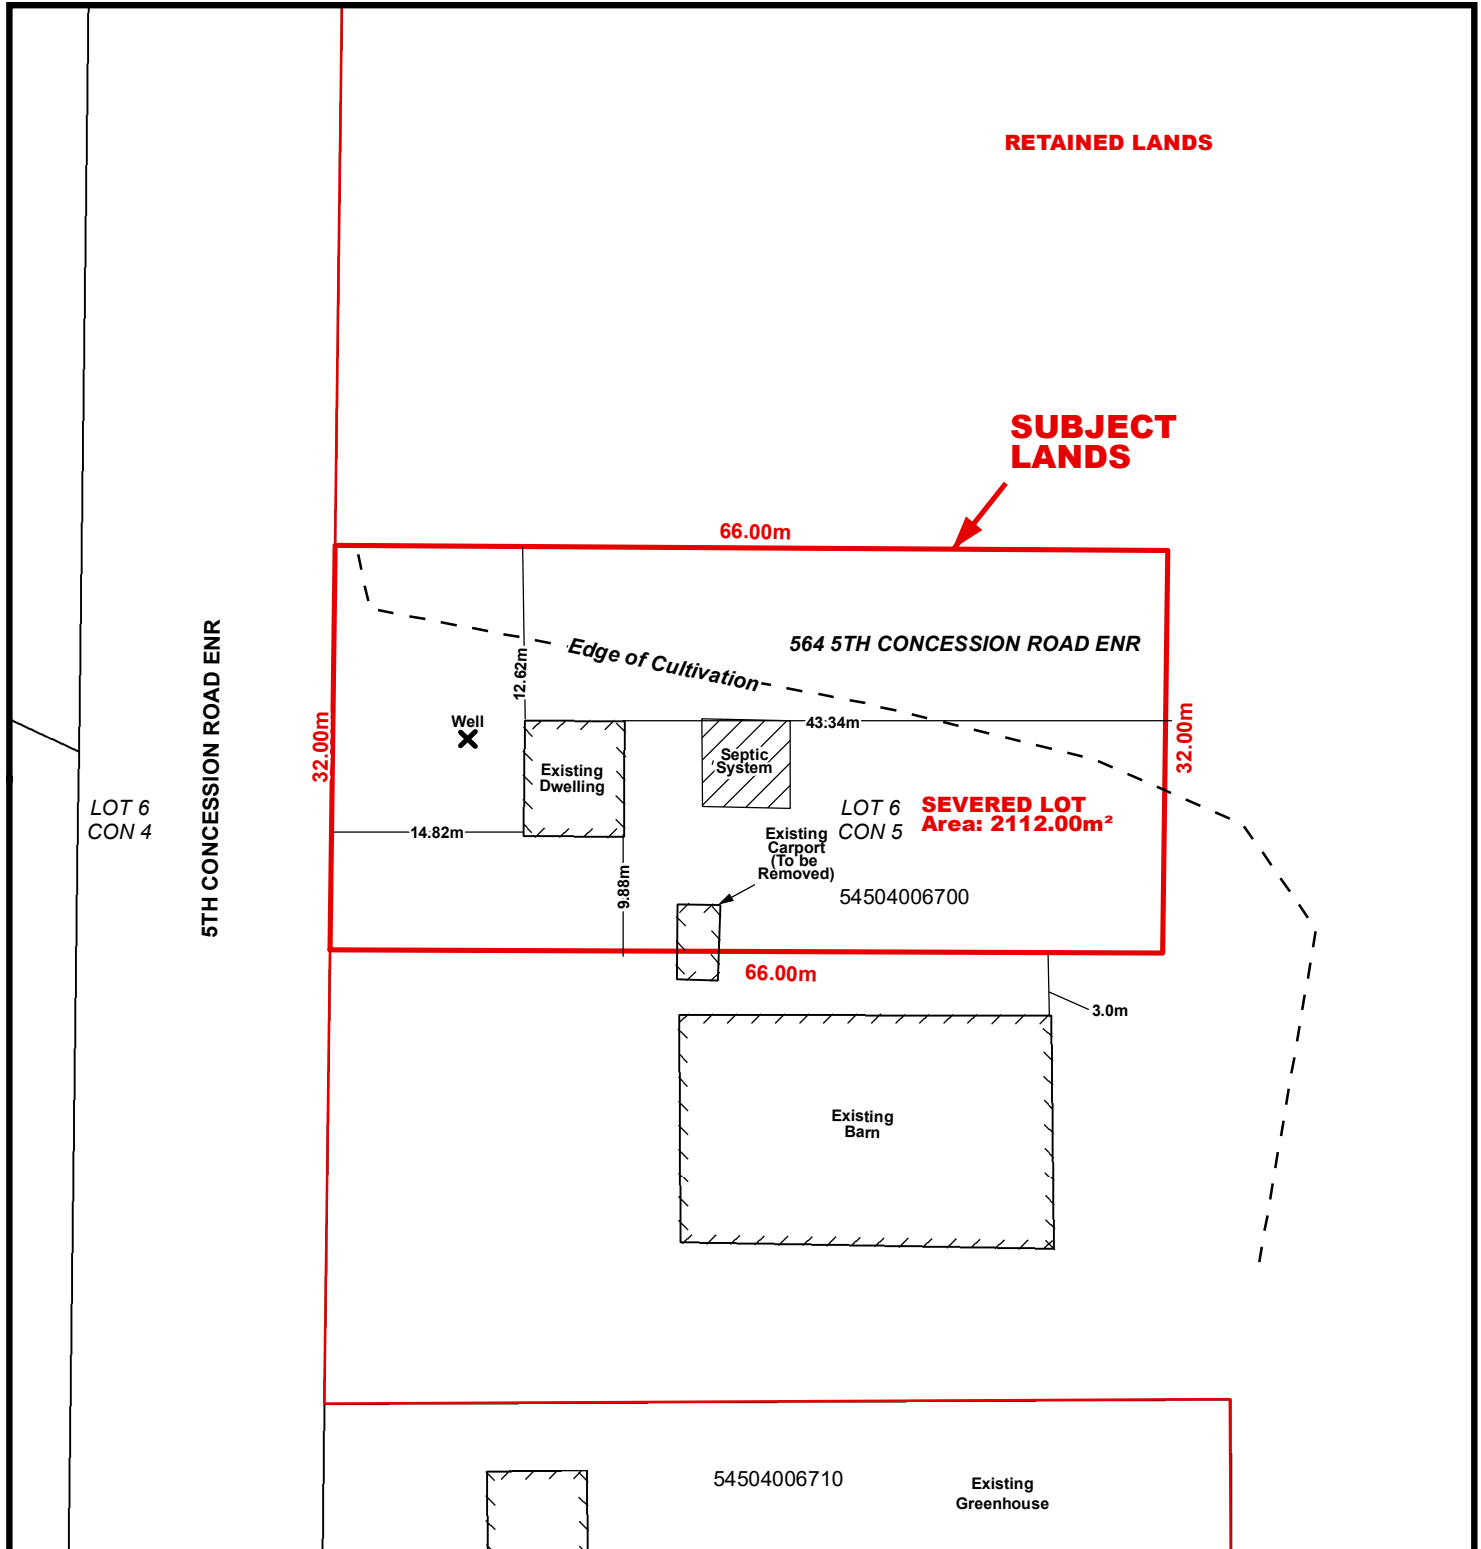 RETAINED LANDS
SUBJECT
LANDS
66.00m
564 5TH CONCESSION ROAD ENR
Edge of Cultivation
12.62m
5TH CONCESSION ROAD ENR
Well
43.34m
32.00m
32.00m
Septic
System
Existing
Dwelling
LOT 6
CON 4
LOT 6
CON 5
SEVERED LOT
Area: 2112.00m²
14.82m
Existing
Carport
(To be
Removed)
9.88m
54504006700
66.00m
3.0m
Existing
Barn
54504006710
Existing
Greenhouse